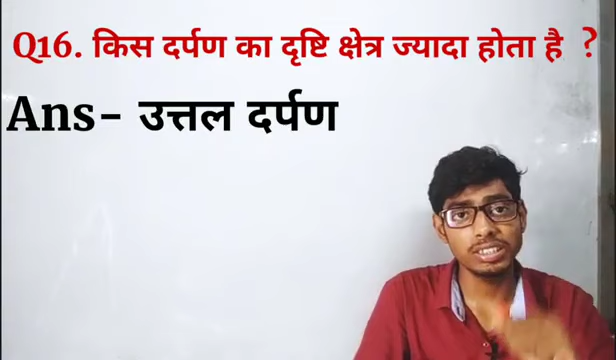 Q16. किस दर्पण का दृष्टि क्षेत्र ज्यादा होता है ?
Ans- उत्तल दर्पण